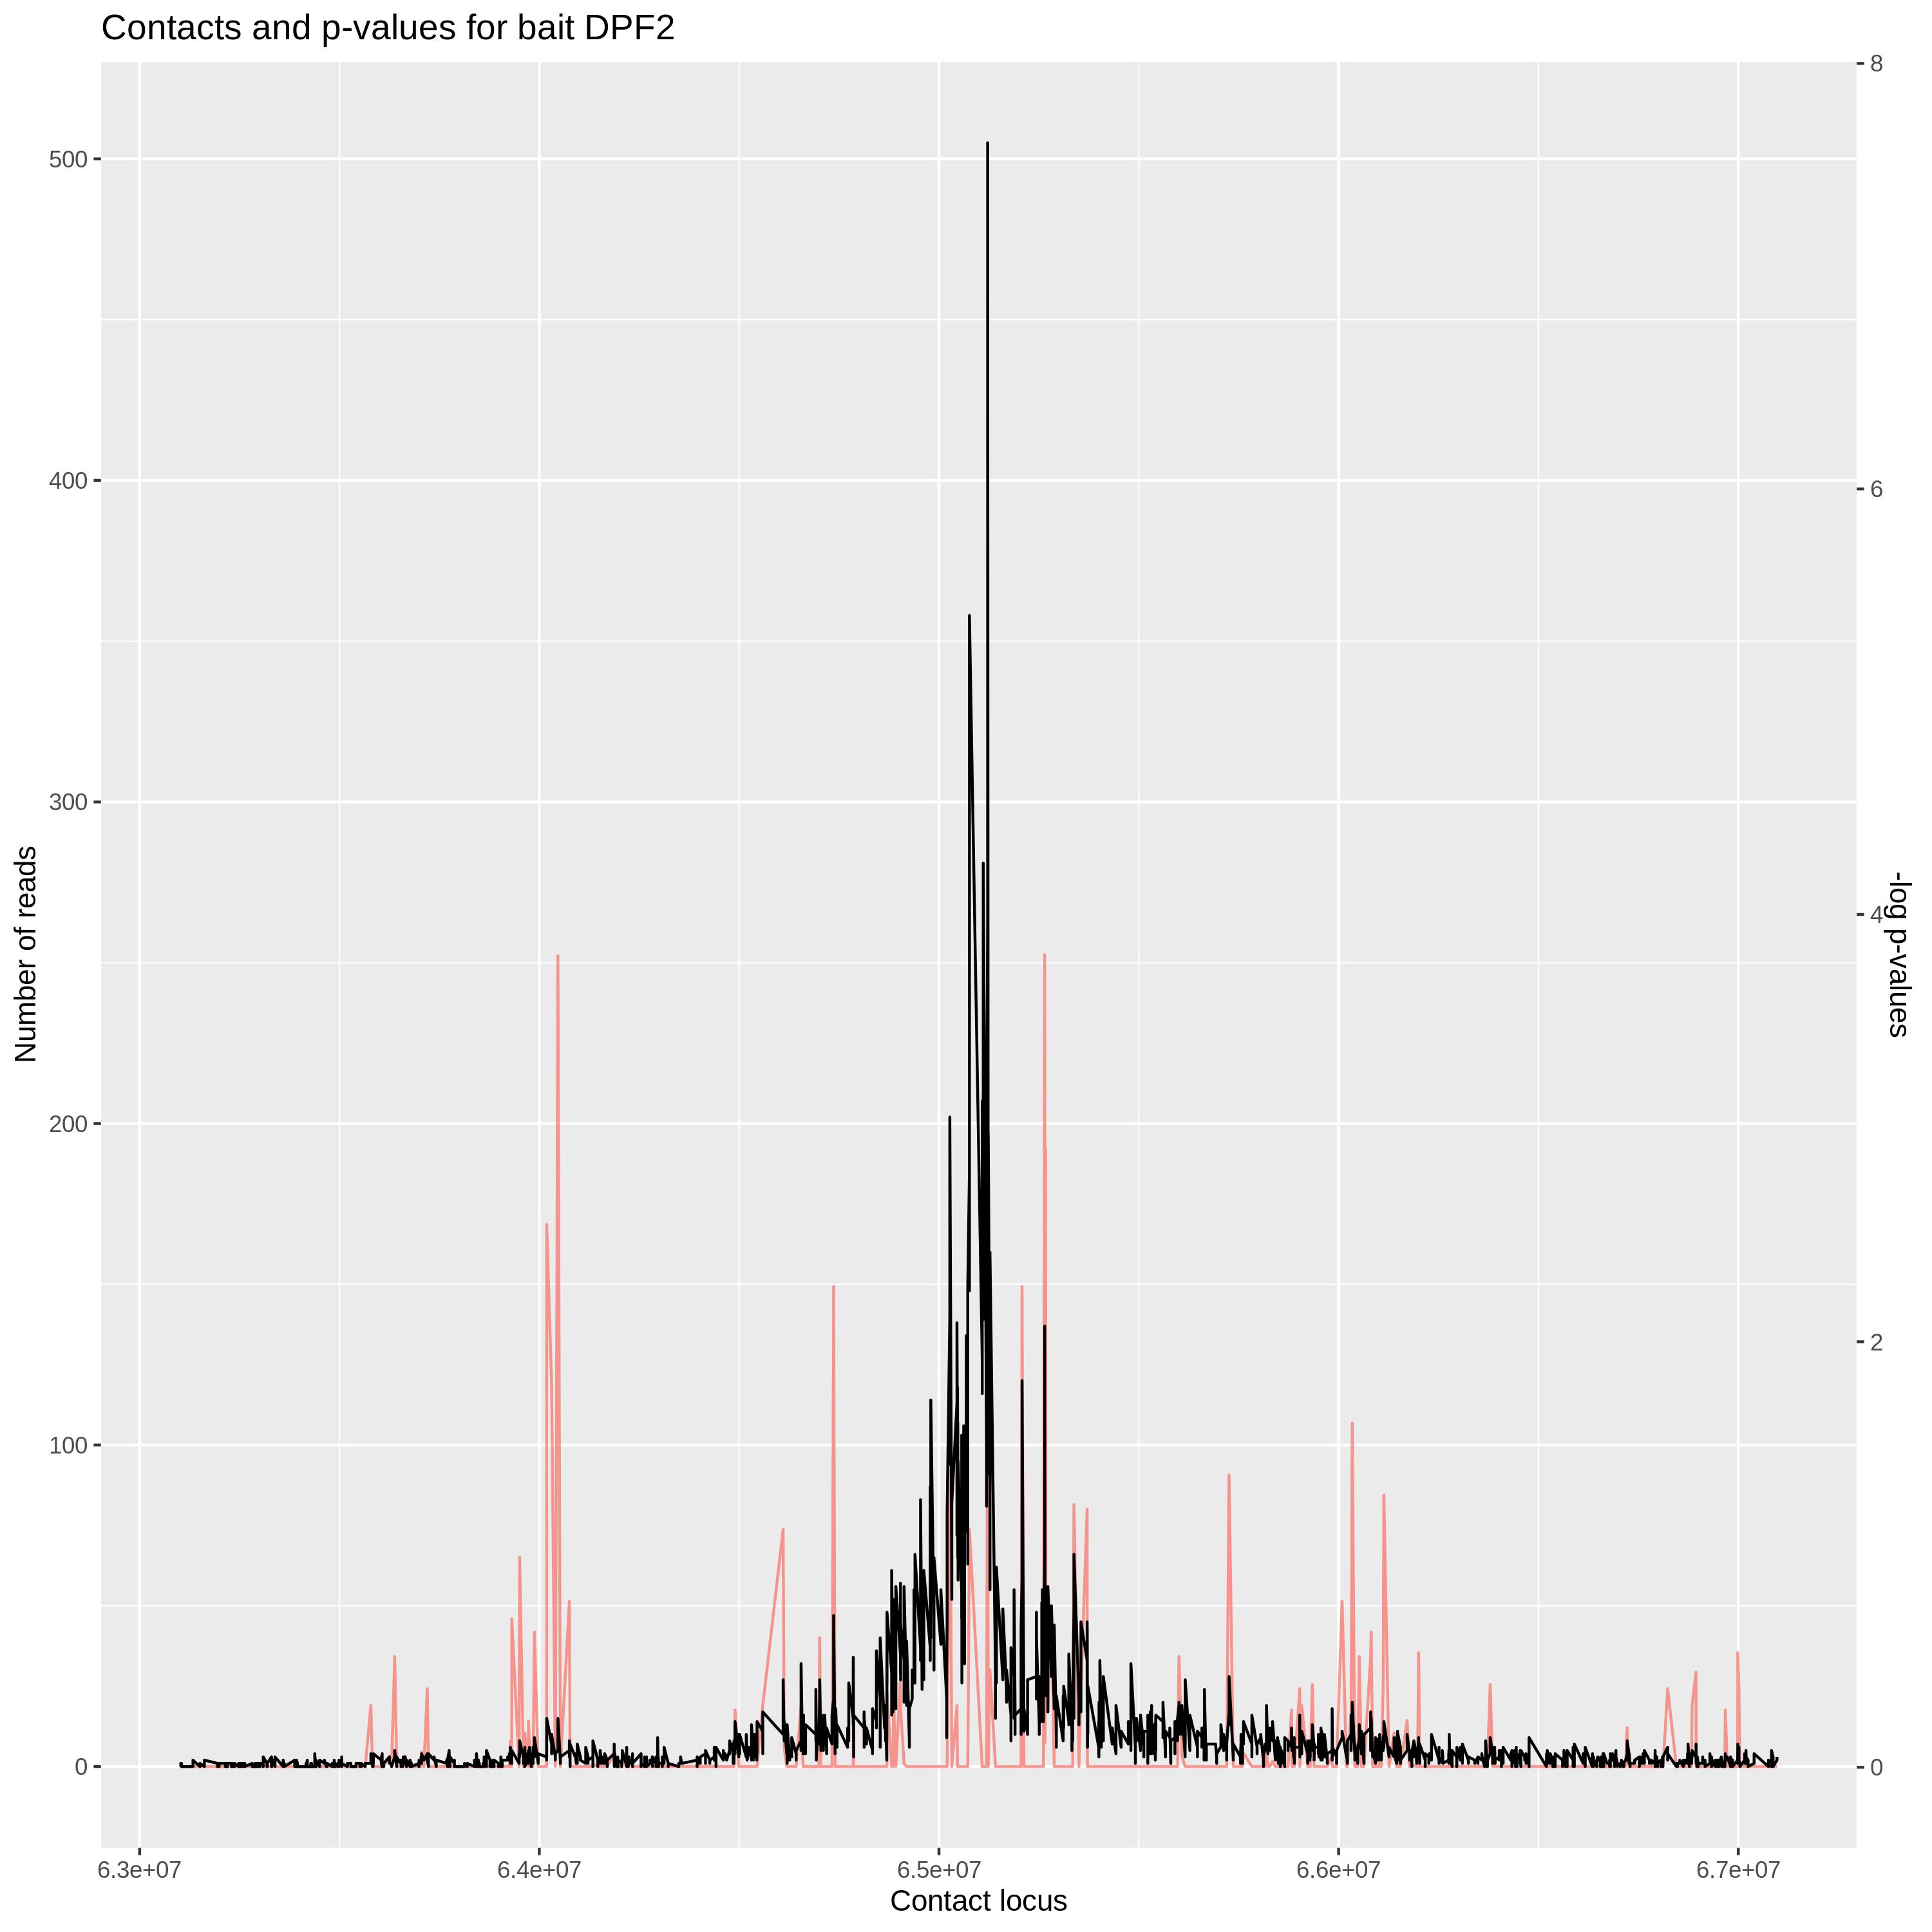 Contacts and p-values for bait DPF2
8
500
6
400
300
4
200
2
100
0
0
Number of reads
-log p-values
6.3e+07
6.4e+07
6.5e+07
6.6e+07
6.7e+07
Contact locus